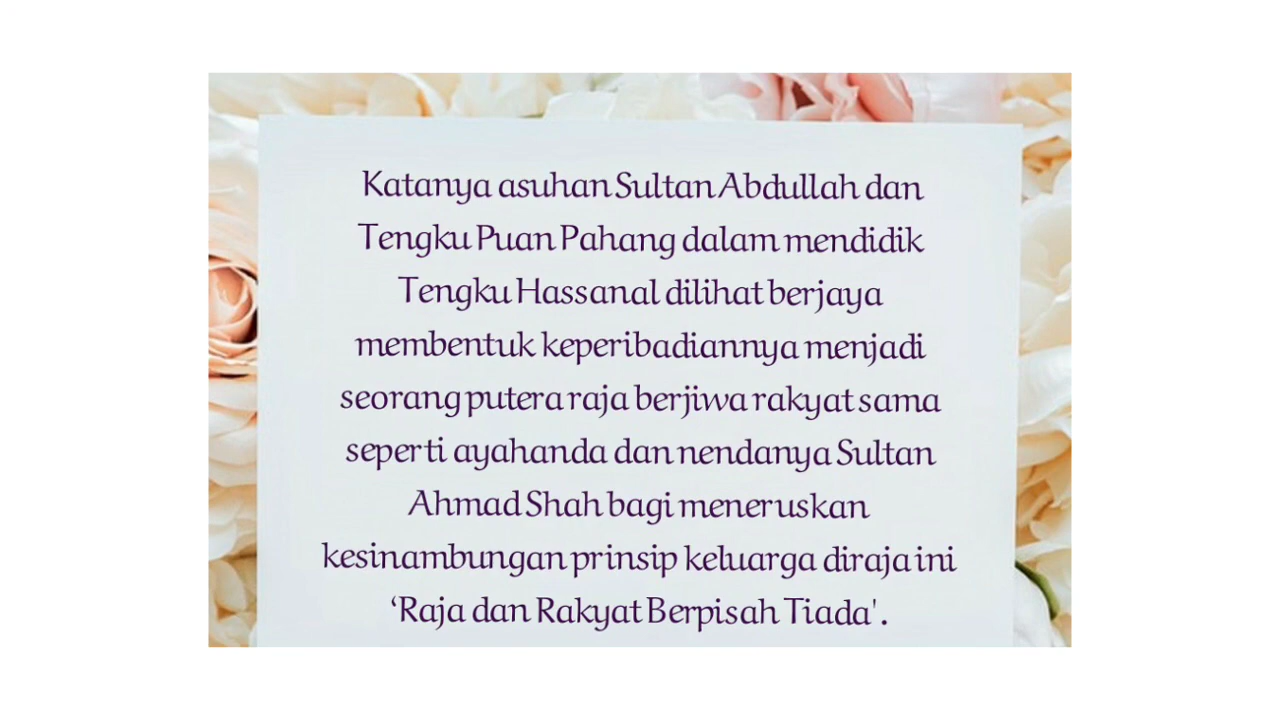 Katanya asuhan Sultan Abdullah dan
Tengku Puan Pahang dalam mendidik
Tengku Hassanal dilihat berjaya
membentuk keperibadiannya menjadi
seorang putera raja berjiwa rakyat sama
seperti ayahanda dan nendanya Sultan
Ahmad Shah bagi meneruskan
kesinambungan prinsip keluarga diraja ini
‘Raja dan Rakyat Berpisah Tiada'.